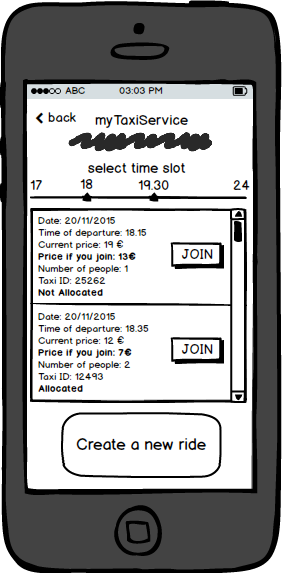 ABC 03:03 PM
back
myTaxiService
select time slot
17 18 19.30 24
Date: 20/11/2015
Time of departure: 18.15
Current price: 19 €
Price if you join: 13€
Number of people: 1
Taxi ID: 25262
Not Allocated
JOIN
Date: 20/11/2015
Time of departure: 18.35
Current price: 12 €
Price if you join: 7€
Number of people: 2
Taxi ID: 12493
Allocated
JOIN
Create a new ride